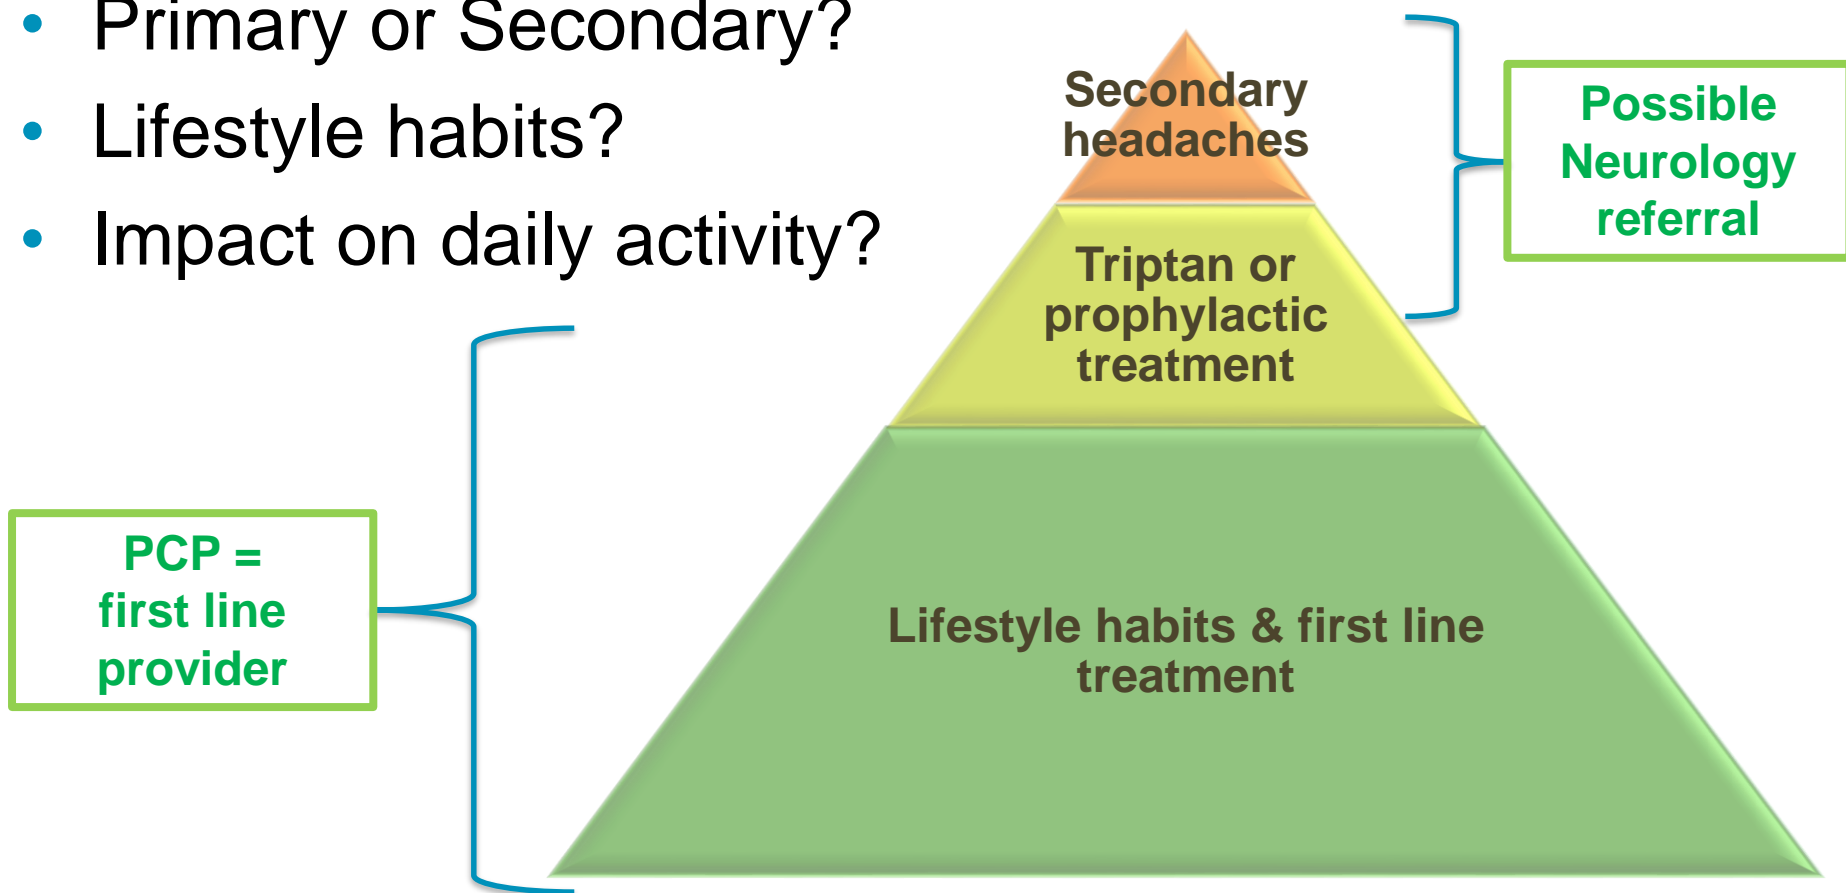 • Primary or Secondary?
• Lifestyle habits?
• Impact on daily activity?
Secondary
headaches
Possible
Neurology
referral
Triptan or
prophylactic
treatment
PCP =
first line
provider
Lifestyle habits & first line
treatment